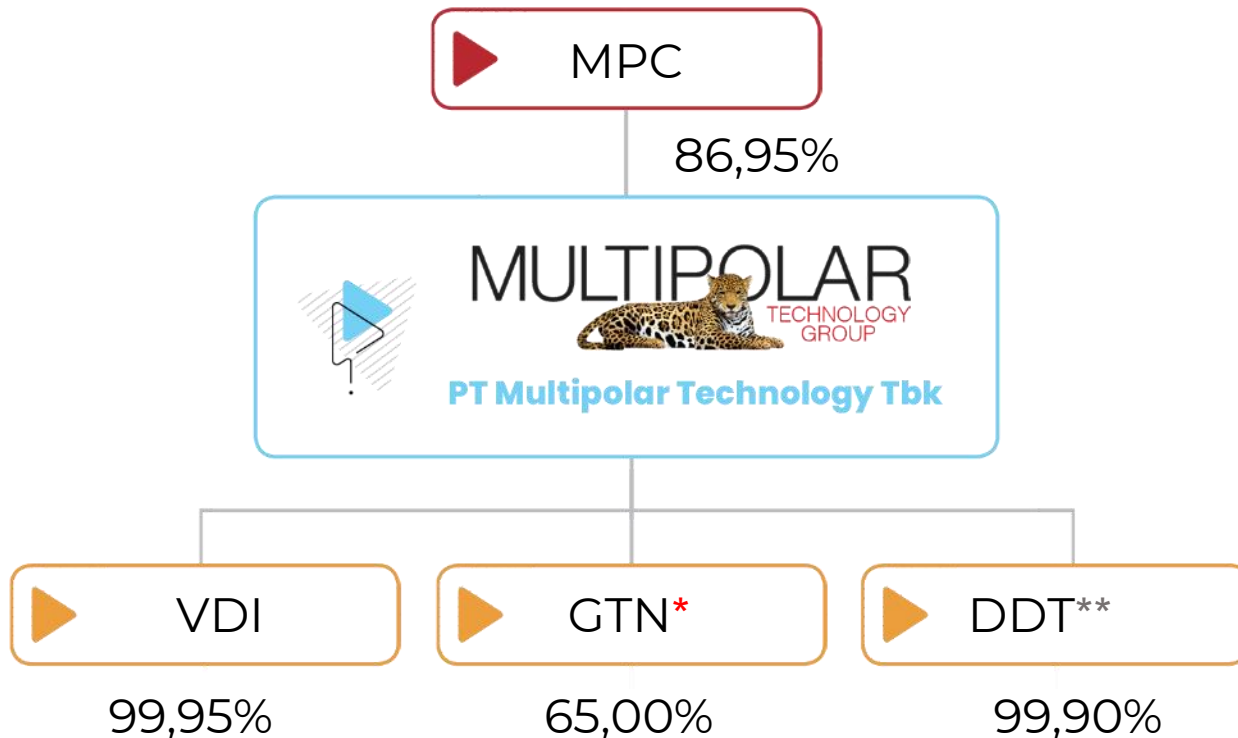 MPC
86,95%
MULTIPOLAR
TECHNOLOGY
GROUP
PT Multipolar Technology Tbk
VDI
GTN*
DDT**
99,95%
65,00%
99,90%